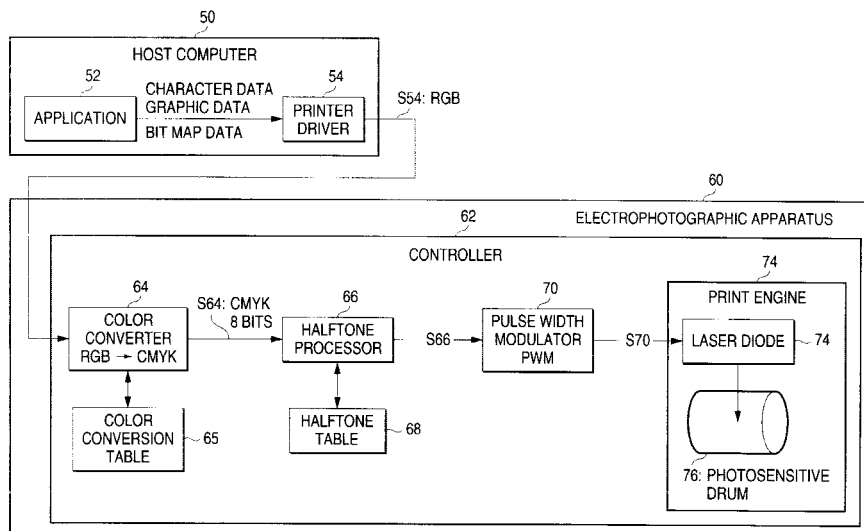 50
HOST COMPUTER
52
CHARACTER DATA
54
GRAPHIC DATA
S54: RGB
APPLICATION
PRINTER
DRIVER
BIT MAP DATA
60
62
ELECTROPHOTOGRAPHIC APPARATUS
CONTROLLER
74
64
S64: CMYK
8 BITS
66
70
PRINT ENGINE
COLOR
CONVERTER
RGB → CMYK
HALFTONE
PROCESSOR
S66
PULSE WIDTH
MODULATOR
PWM
S70
LASER DIODE
74
COLOR
CONVERSION
TABLE
65
HALFTONE
TABLE
68
76: PHOTOSENSITIVE
DRUM